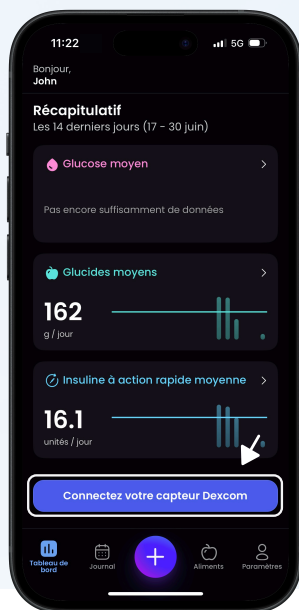 11:22
5G
Bonjour,
John
Récapitulatif
Les 14 derniers jours (17 - 30 juin)
Glucose moyen
Pas encore suffisamment de données
Glucides moyens
162
g / jour
Insuline à action rapide moyenne
16.1
unités / jour
Connectez votre capteur Dexcom
Tableau de
bord
Journal
Aliments
Paramètres